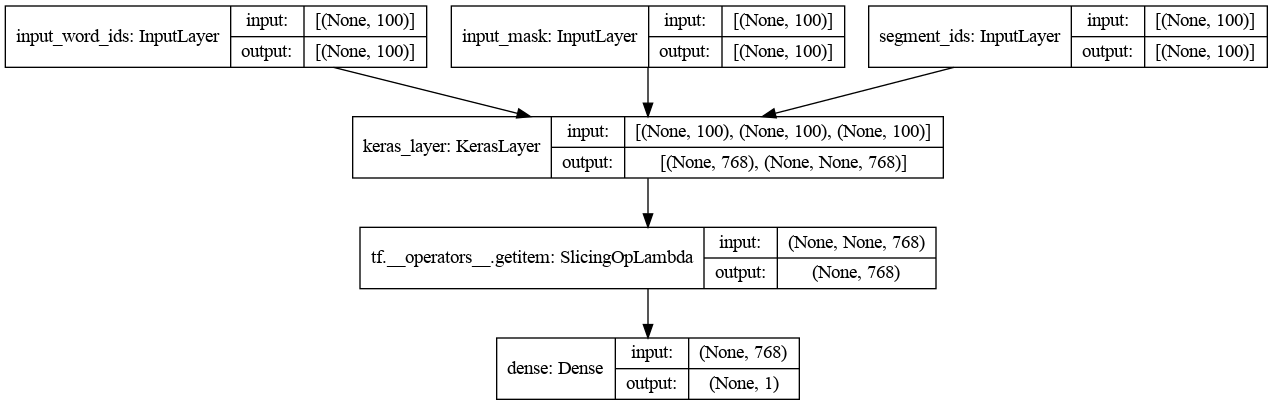 input_word_ids: InputLayer
input: [(None, 100)]
output: [(None, 100)]
input_mask: InputLayer
input: [(None, 100)]
output: [(None, 100)]
segment_ids: InputLayer
input: [(None, 100)]
output: [(None, 100)]
keras_layer: KerasLayer
input: [(None, 100), (None, 100), (None, 100)]
output: [(None, 768), (None, None, 768)]
tf.__operators__.getitem: SlicingOpLambda
input: (None, None, 768)
output: (None, 768)
dense: Dense
input: (None, 768)
output: (None, 1)